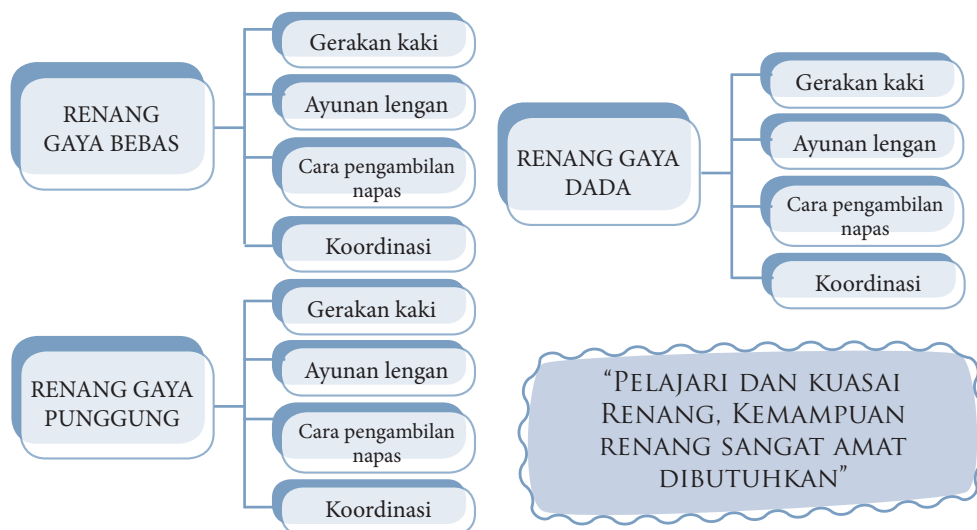 RENANG
GAYA BEBAS
Gerakan kaki
Ayunan lengan
Cara pengambilan
napas
Koordinasi
RENANG GAYA
PUNGGUNG
Gerakan kaki
Ayunan lengan
Cara pengambilan
napas
Koordinasi
RENANG GAYA
DADA
Gerakan kaki
Ayunan lengan
Cara pengambilan
napas
Koordinasi
“PELAJARI DAN KUASAI
RENANG, KEMAMPUAN
RENANG SANGAT AMAT
DIBUTUHKAN”